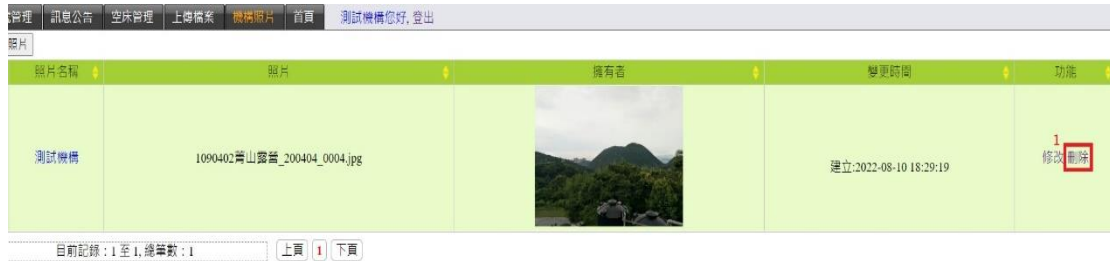 管理 訊息公告 空床管理 上傳檔案 機構照片 首頁 測試機構您好, 登出
照片
照片名稱 照片 擁有者 變更時間 功能
測試機構 1090402菁山露營_200404_0004.jpg 建立:2022-08-10 18:29:19 1 修改 刪除
目前記錄：1 至 1, 總筆數：1 上頁 1 下頁